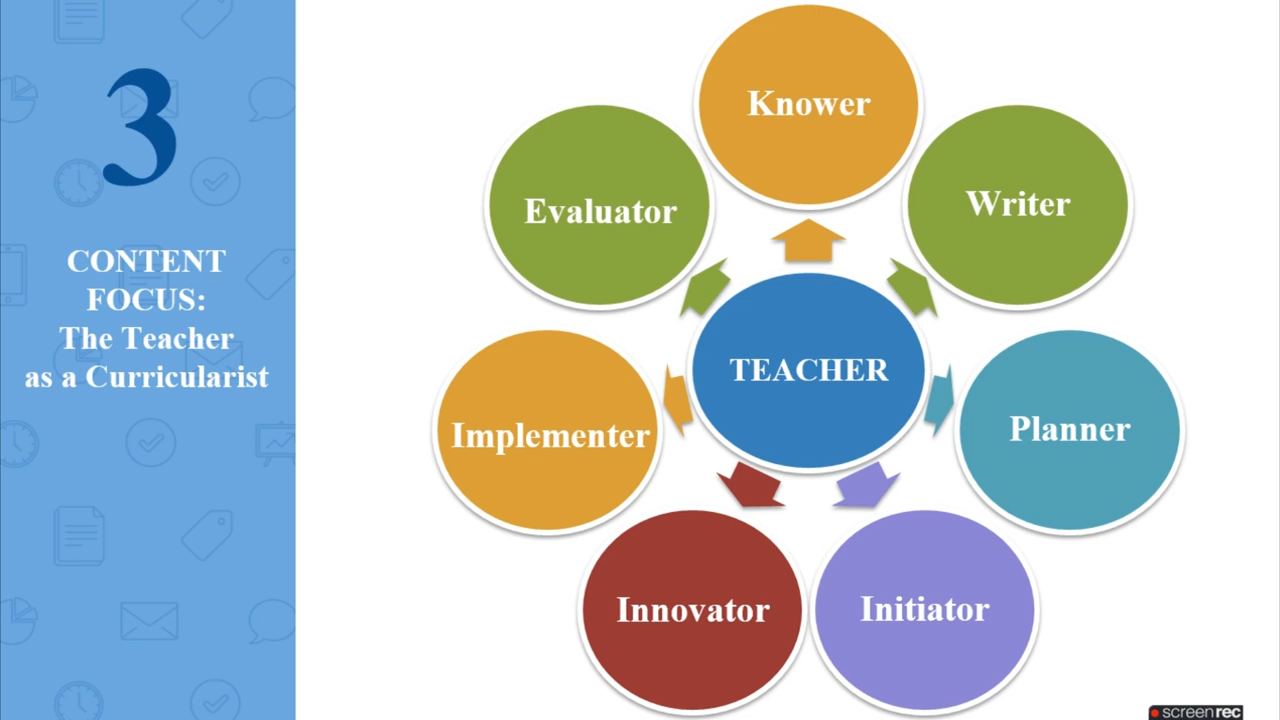 3
CONTENT
FOCUS:
The Teacher
as a Curricularist
Knower
Writer
Planner
Initiator
Innovator
Implementer
Evaluator
TEACHER
screenrec